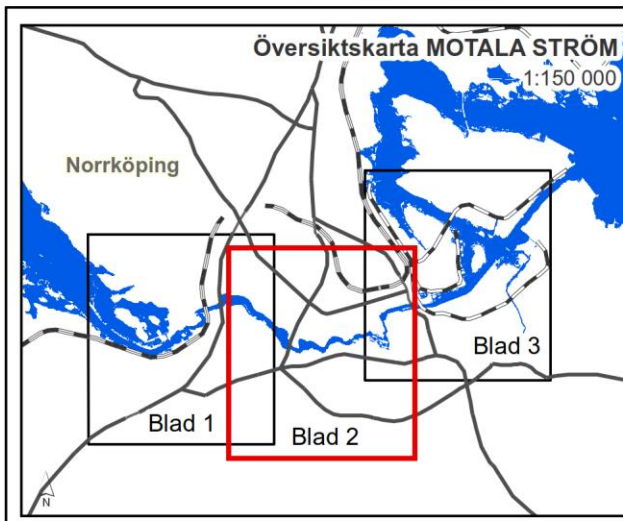 Översiktskarta MOTALA STRÖM
1:150 000
Norrköping
Blad 3
Blad 1
Blad 2
N